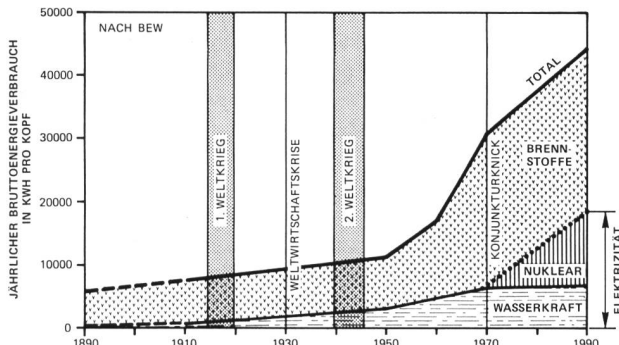 NACH BEW
JÄHRLICHER BRUTTOENERGIEVERBRAUCH
IN KWH PRO KOPF
50000
40000
30000
20000
10000
0
1. WELTKRIEG
WELTWIRTSCHAFTSKRISE
2. WELTKRIEG
KONJUNKTURKNICK
TOTAL
BRENN-
STOFFE
NUKLEAR
WASSERKRAFT
ELEKTRIZITÄT
1890
1910
1930
1950
1970
1990